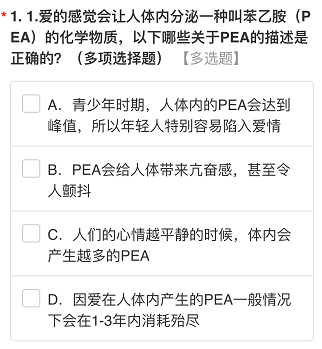 * 1. 1.爱的感觉会让人体内分泌一种叫苯乙胺（P
EA）的化学物质，以下哪些关于PEA的描述是
正确的？（多项选择题）【多选题】
A．青少年时期，人体内的PEA会达到
峰值，所以年轻人特别容易陷入爱情
B．PEA会给人体带来亢奋感，甚至令
人颤抖
C．人们的心情越平静的时候，体内会
产生越多的PEA
D．因爱在人体内产生的PEA一般情况
下会在1-3年内消耗殆尽